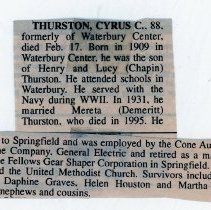 THURSTON, CYRUS C., 88.
formerly of Waterbury Center,
died Feb. 17. Born in 1909 in
Waterbury Center, he was the son
of Henry and Lucy (Chapin)
Thurston. He attended schools in
Waterbury. He served with the
Navy during WWII. In 1931, he
married Mereta (Demeritt)
Thurston, who died in 1995. He
to Springfield and was employed by the Cone Au
e Company, General Electric and retired as a m
e Fellows Gear Shaper Corporation in Springfield.
d the United Methodist Church. Survivors includ
Daphine Graves, Helen Houston and Martha
nephews and cousins.